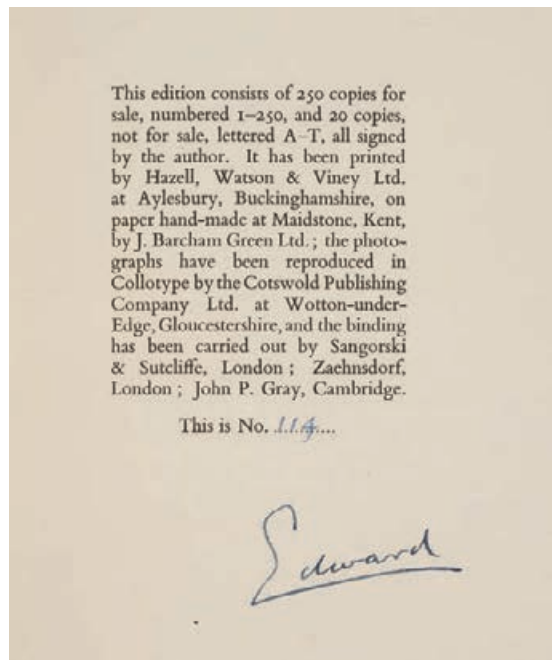 This edition consists of 250 copies for
sale, numbered 1–250, and 20 copies,
not for sale, lettered A–T, all signed
by the author. It has been printed
by Hazell, Watson & Viney Ltd.
at Aylesbury, Buckinghamshire, on
paper hand-made at Maidstone, Kent,
by J. Barcham Green Ltd.; the photo-
graphs have been reproduced in
Collotype by the Cotswold Publishing
Company Ltd. at Wotton-under-
Edge, Gloucestershire, and the binding
has been carried out by Sangorski
& Sutcliffe, London; Zaehnsdorf,
London; John P. Gray, Cambridge.
This is No.
Edward